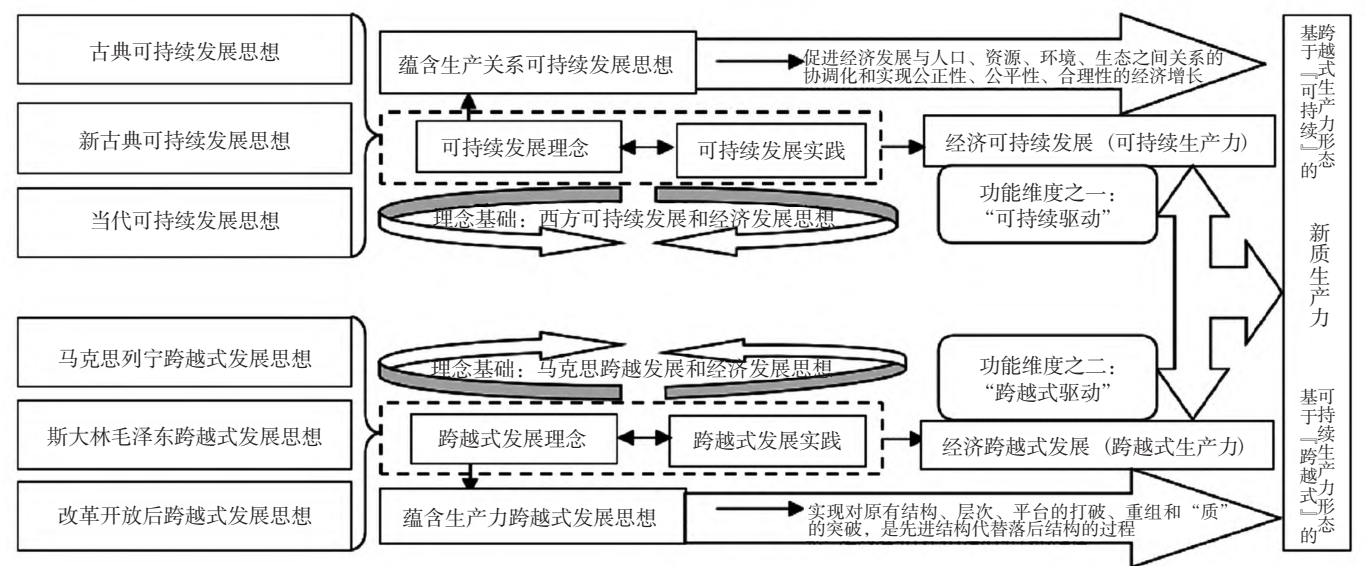 古典可持续发展思想
新古典可持续发展思想
当代可持续发展思想
蕴含生产关系可持续发展思想
促进经济发展与人口、资源、环境、生态之间关系的
协调化和实现公正性、公平性、合理性的经济增长
可持续发展理念
可持续发展实践
经济可持续发展（可持续生产力）
理念基础：西方可持续发展和经济发展思想
功能维度之一：
“可持续驱动”
马克思列宁跨越式发展思想
斯大林毛泽东跨越式发展思想
改革开放后跨越式发展思想
理念基础：马克思跨越发展和经济发展思想
功能维度之二：
“跨越式驱动”
跨越式发展理念
跨越式发展实践
经济跨越式发展（跨越式生产力）
蕴含生产力跨越式发展思想
实现对原有结构、层次、平台的打破、重组和“质”
的突破，是先进结构代替落后结构的过程
基于『可持续』的
跨越式生产力形态
新质生产力
基于『跨越式』的
可持续生产力形态